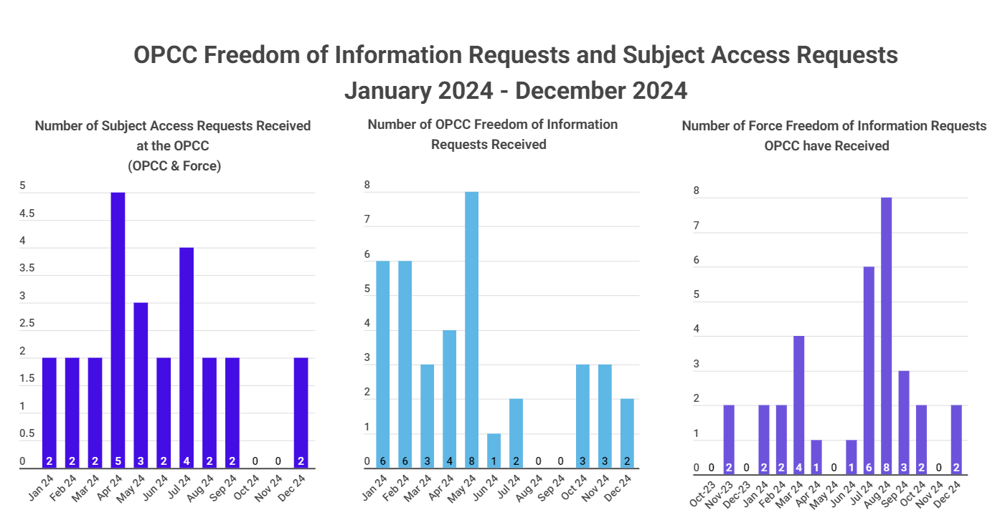 OPCC Freedom of Information Requests and Subject Access Requests
January 2024 - December 2024
Number of Subject Access Requests Received
at the OPCC
(OPCC & Force)
5
4.5
4
3.5
3
2.5
2
1.5
1
0.5
0
2 2 2 5 3 2 4 2 2 0 0 2
Jan 24 Feb 24 Mar 24 Apr 24 May 24 Jun 24 Jul 24 Aug 24 Sep 24 Oct 24 Nov 24 Dec 24
Number of OPCC Freedom of Information
Requests Received
8
7
6
5
4
3
2
1
0
6 6 3 4 8 1 2 0 0 3 3 2
Jan 24 Feb 24 Mar 24 Apr 24 May 24 Jun 24 Jul 24 Aug 24 Sep 24 Oct 24 Nov 24 Dec 24
Number of Force Freedom of Information Requests
OPCC have Received
8
7
6
5
4
3
2
1
0
0 2 0 2 2 4 1 0 1 6 8 3 2 0 2
Oct-23 Nov-23 Dec-23 Jan 24 Feb 24 Mar 24 Apr 24 May 24 Jun 24 Jul 24 Aug 24 Sep 24 Oct 24 Nov 24 Dec 24